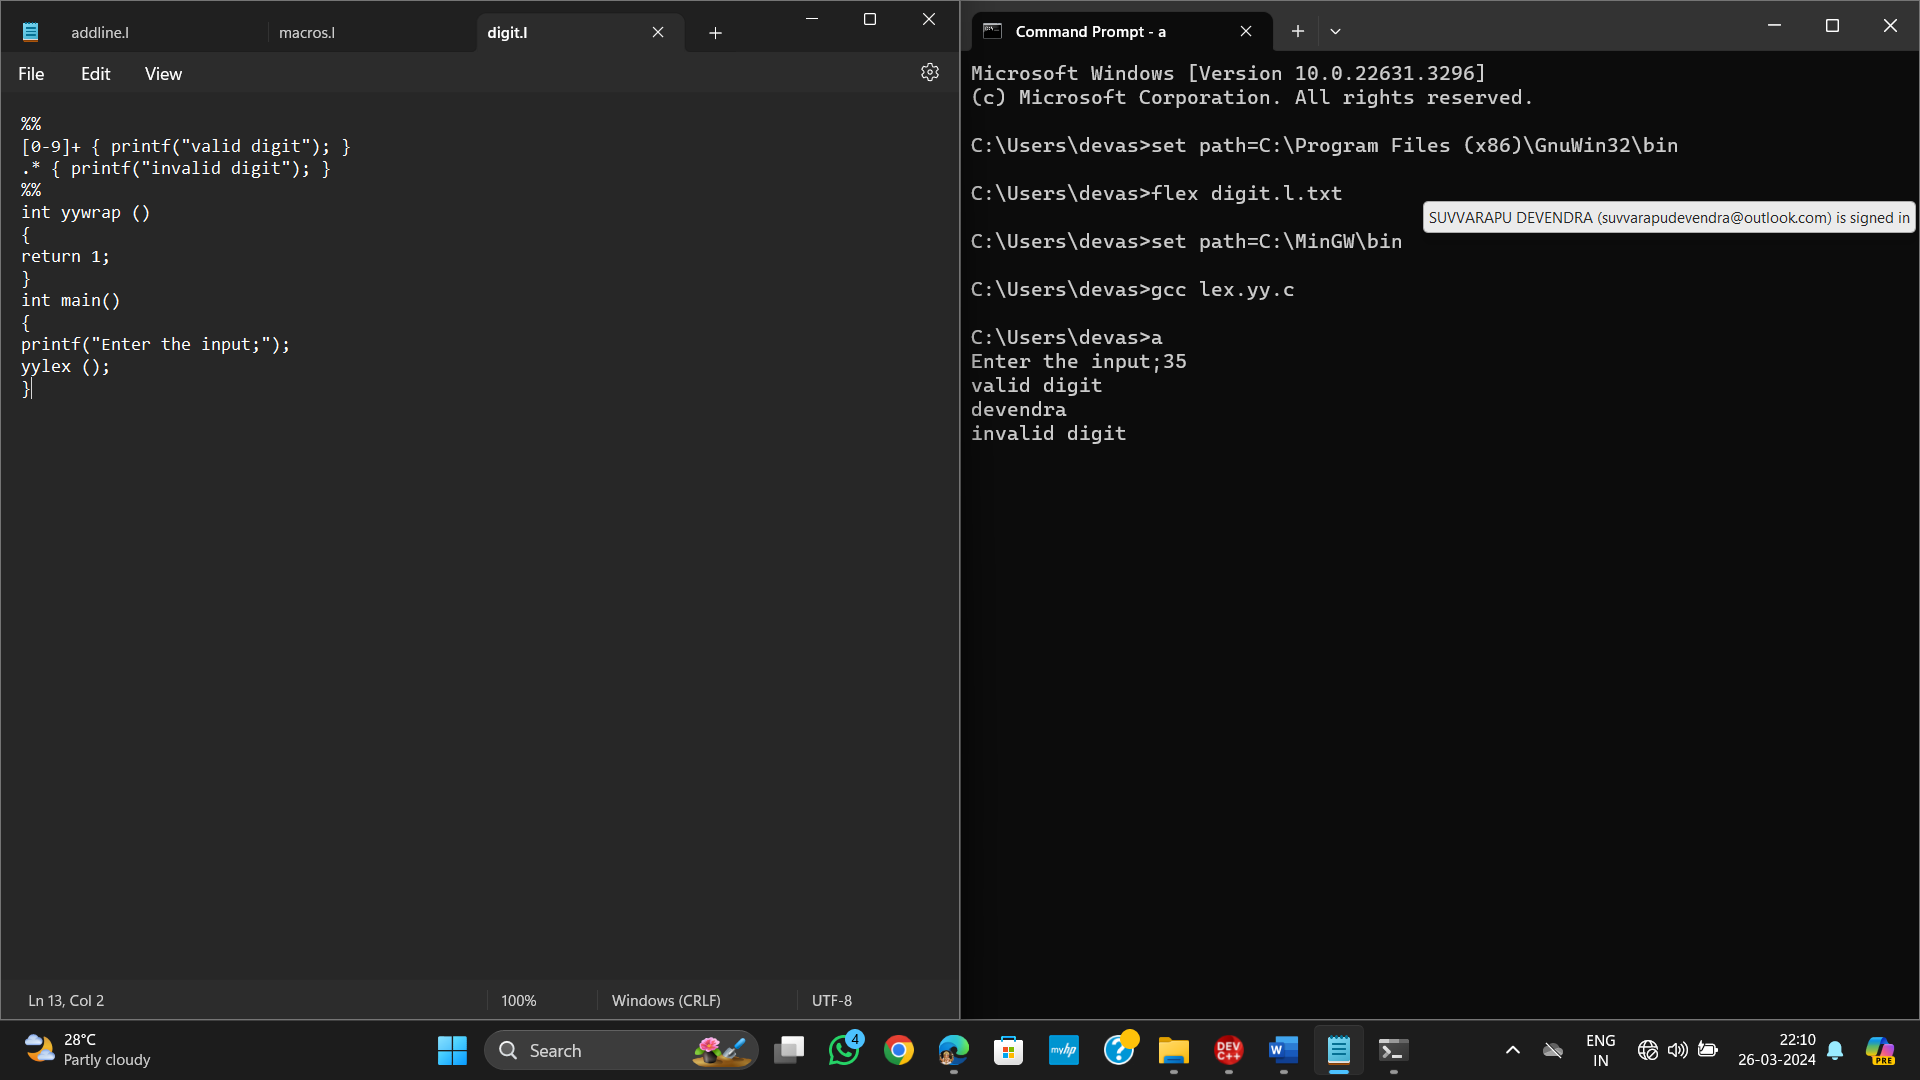 addline.l
macros.l
digit.l
File
Edit
View
%%
[0-9]+ { printf("valid digit"); }
.* { printf("invalid digit"); }
%%
int yywrap ()
{
return 1;
}
int main()
{
printf("Enter the input;");
yylex ();
}
Ln 13, Col 2
100%
Windows (CRLF)
UTF-8
Command Prompt - a
Microsoft Windows [Version 10.0.22631.3296]
(c) Microsoft Corporation. All rights reserved.
C:\Users\devas>set path=C:\Program Files (x86)\GnuWin32\bin
C:\Users\devas>flex digit.l.txt
SUVVARAPU DEVENDRA (suvvarapudevendra@outlook.com) is signed in
C:\Users\devas>set path=C:\MinGW\bin
C:\Users\devas>gcc lex.yy.c
C:\Users\devas>a
Enter the input;35
valid digit
devendra
invalid digit
28°C
Partly cloudy
Search
4
myhp
?
DEV
C++
W
ENG
IN
22:10
26-03-2024
PRE